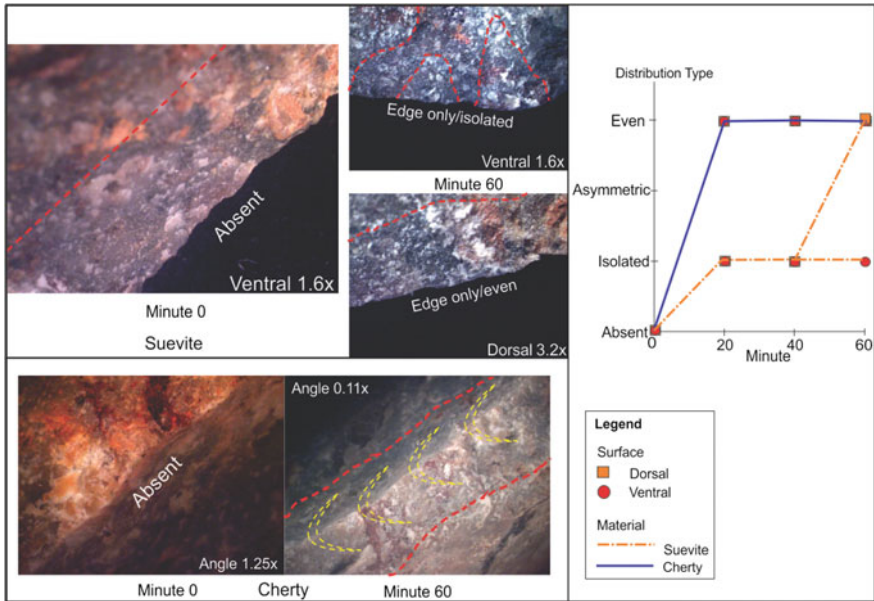 Absent
Ventral 1.6x
Minute 0
Suevite
Edge only/isolated
Ventral 1.6x
Minute 60
Edge only/even
Dorsal 3.2x
Absent
Angle 1.25x
Angle 0.11x
Minute 0
Cherty
Minute 60
Distribution Type
Even
Asymmetric
Isolated
Absent
0
20
40
60
Minute
Legend
Surface
Dorsal
Ventral
Material
Suevite
Cherty